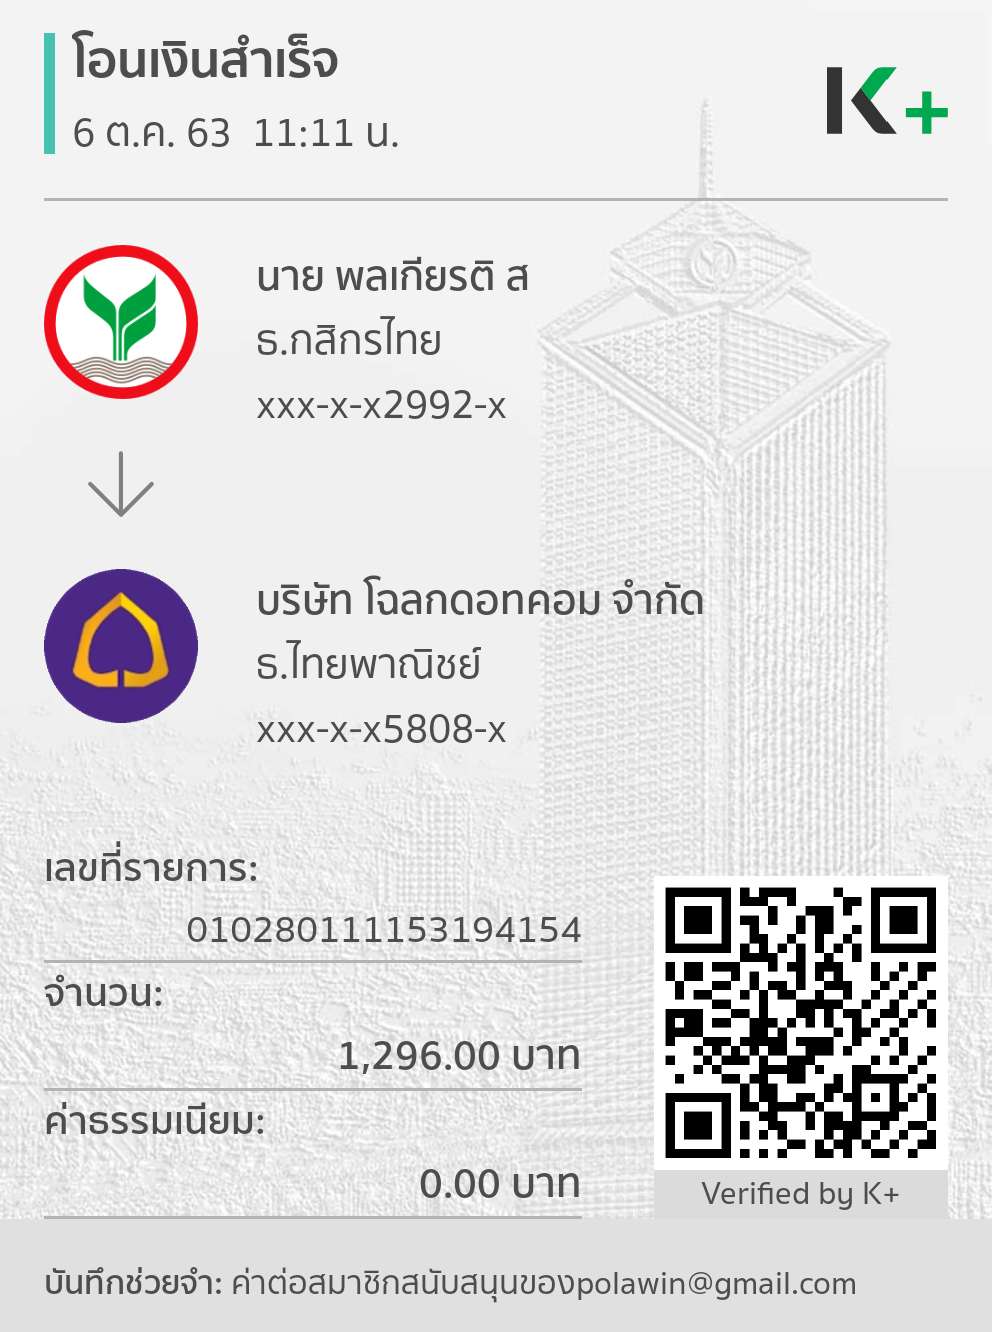 โอนเงินสำเร็จ
6 ต.ค. 63 11:11 น.
K+
นาย พลเกียรติ ส
ธ.กสิกรไทย
xxx-x-x2992-x
บริษัท โฉลกดอทคอม จำกัด
ธ.ไทยพาณิชย์
xxx-x-x5808-x
เลขที่รายการ:
010280111153194154
จำนวน:
1,296.00 บาท
ค่าธรรมเนียม:
0.00 บาท
Verified by K+
บันทึกช่วยจำ: ค่าต่อสมาชิกสนับสนุนของpolawin@gmail.com